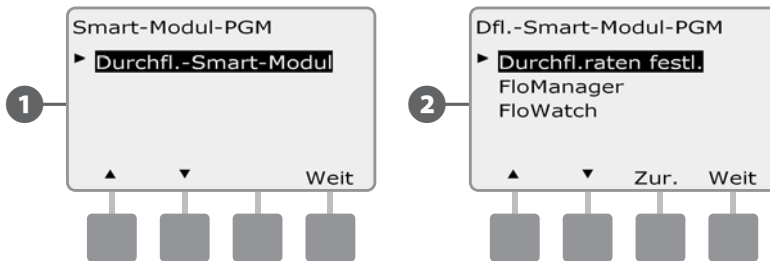 Smart-Modul-PGM
► Durchfl.-Smart-Modul
1
▲ ▼ Weit
Dfl.-Smart-Modul-PGM
► Durchfl.raten festl.
FloManager
2
FloWatch
▲ ▼ Zur. Weit